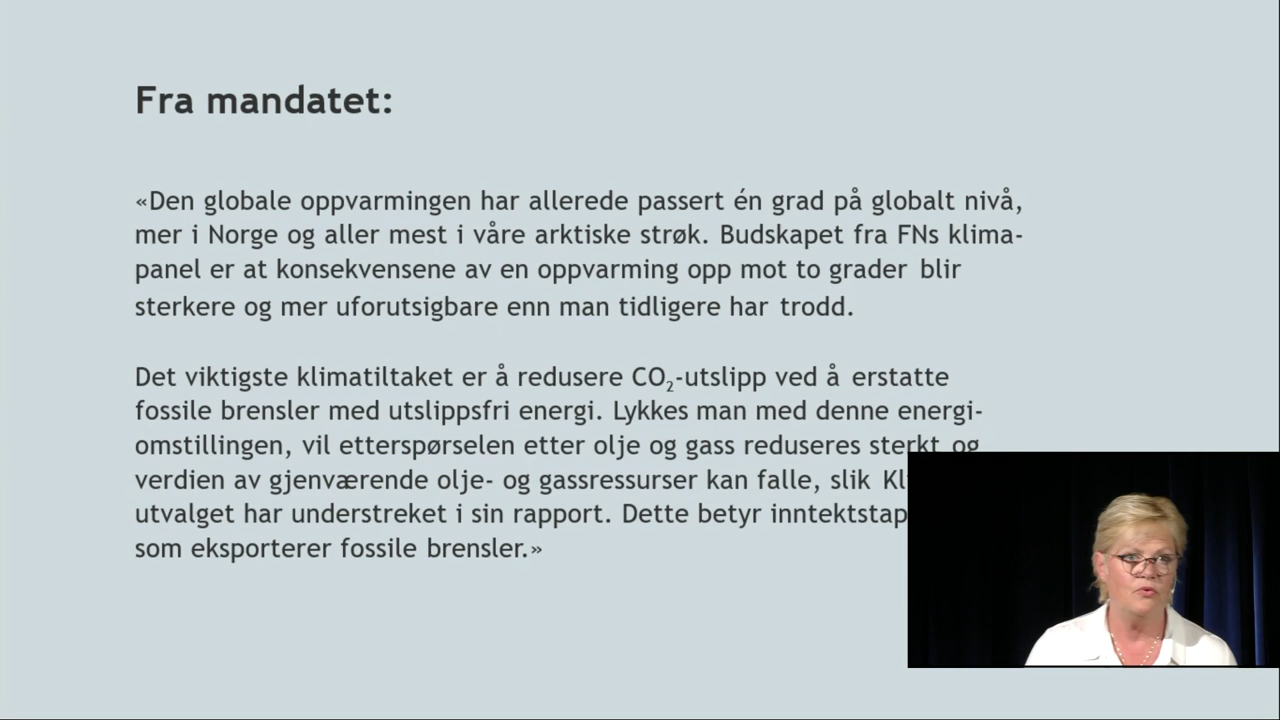 Fra mandatet:
«Den globale oppvarmingen har allerede passert én grad på globalt nivå,
mer i Norge og aller mest i våre arktiske strøk. Budskapet fra FNs klima-
panel er at konsekvensene av en oppvarming opp mot to grader blir
sterkere og mer uforutsigbare enn man tidligere har trodd.
Det viktigste klimatiltaket er å redusere CO₂-utslipp ved å erstatte
fossile brensler med utslippsfri energi. Lykkes man med denne energi-
omstillingen, vil etterspørselen etter olje og gass reduseres sterkt og
verdien av gjenværende olje- og gassressurser kan falle, slik
utvalget har understreket i sin rapport. Dette betyr inntektstap
som eksporterer fossile brensler.»